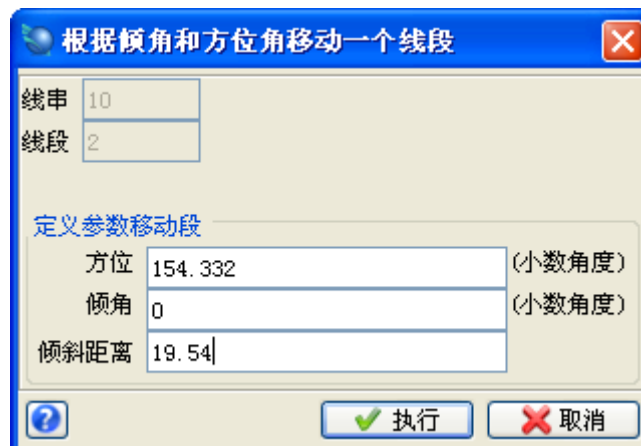 根据倾角和方位角移动一个线段
线串 10
线段 2
定义参数移动段
方位 154.332 (小数角度)
倾角 0 (小数角度)
倾斜距离 19.54
? 执行 取消